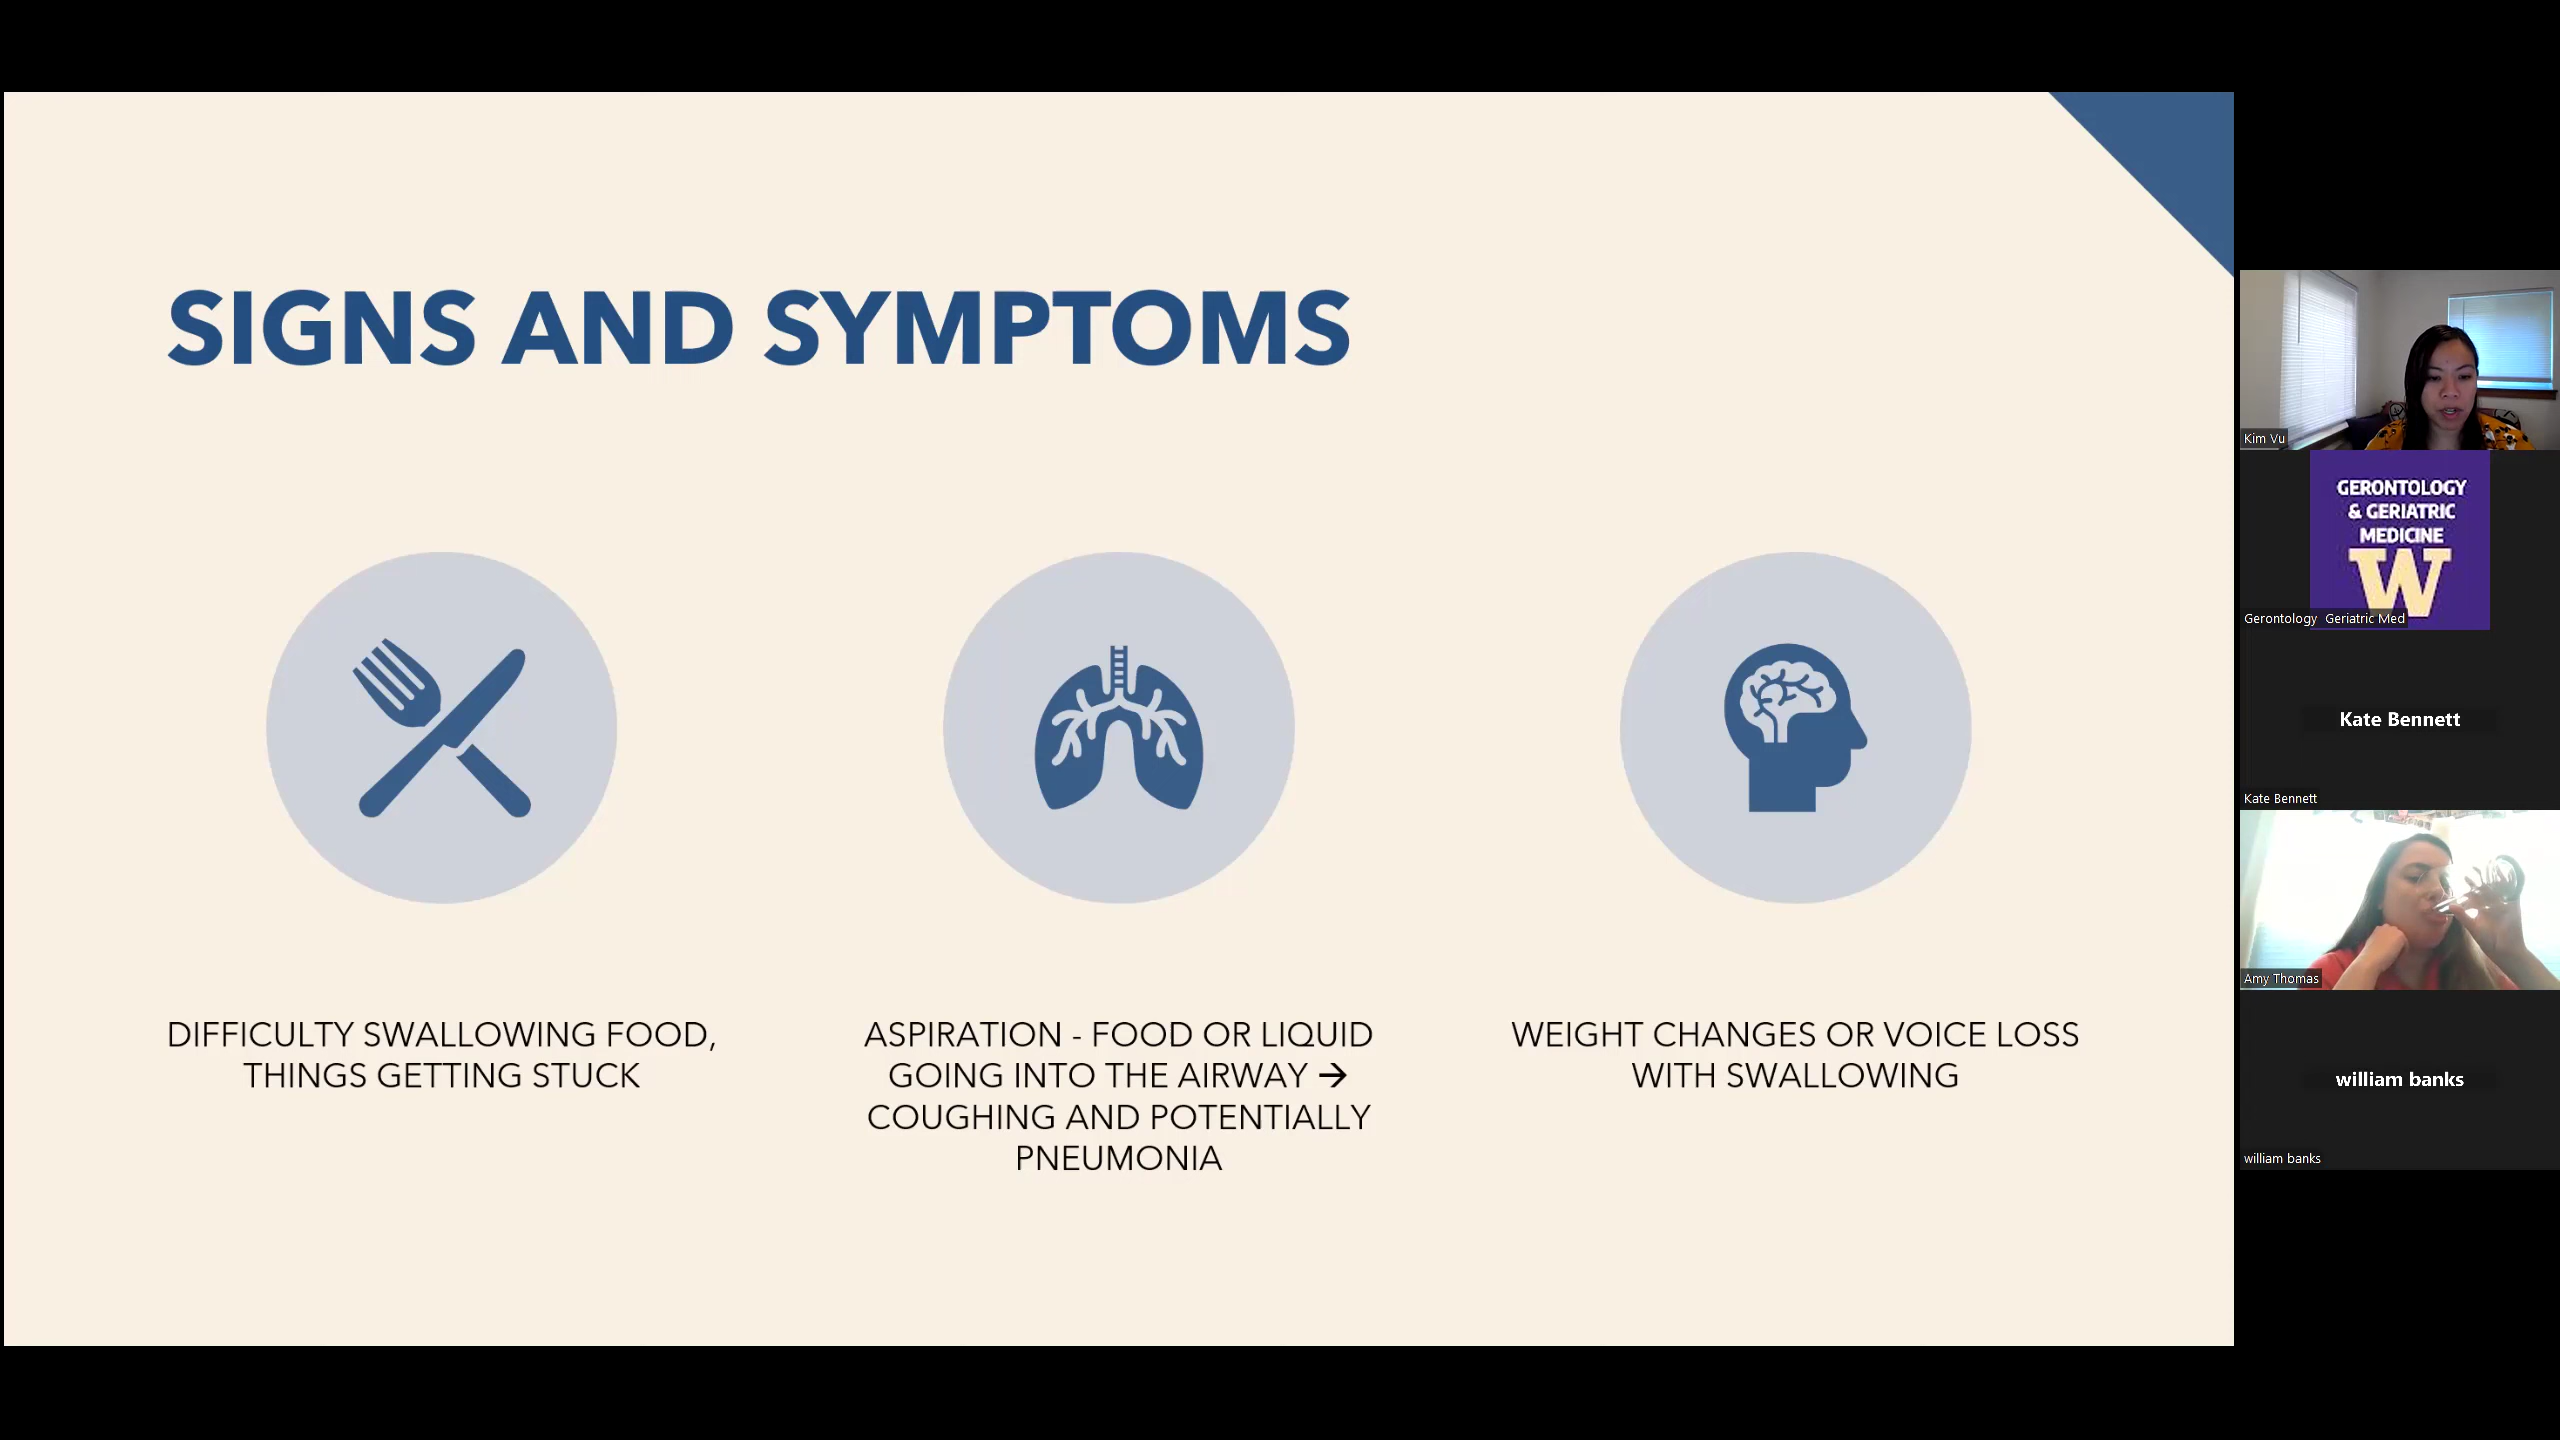 SIGNS AND SYMPTOMS
DIFFICULTY SWALLOWING FOOD,
THINGS GETTING STUCK
ASPIRATION - FOOD OR LIQUID
GOING INTO THE AIRWAY →
COUGHING AND POTENTIALLY
PNEUMONIA
WEIGHT CHANGES OR VOICE LOSS
WITH SWALLOWING
Kim Vu
GERONTOLOGY
& GERIATRIC
MEDICINE
W
Gerontology Geriatric Med
Kate Bennett
Kate Bennett
Amy Thomas
william banks
william banks